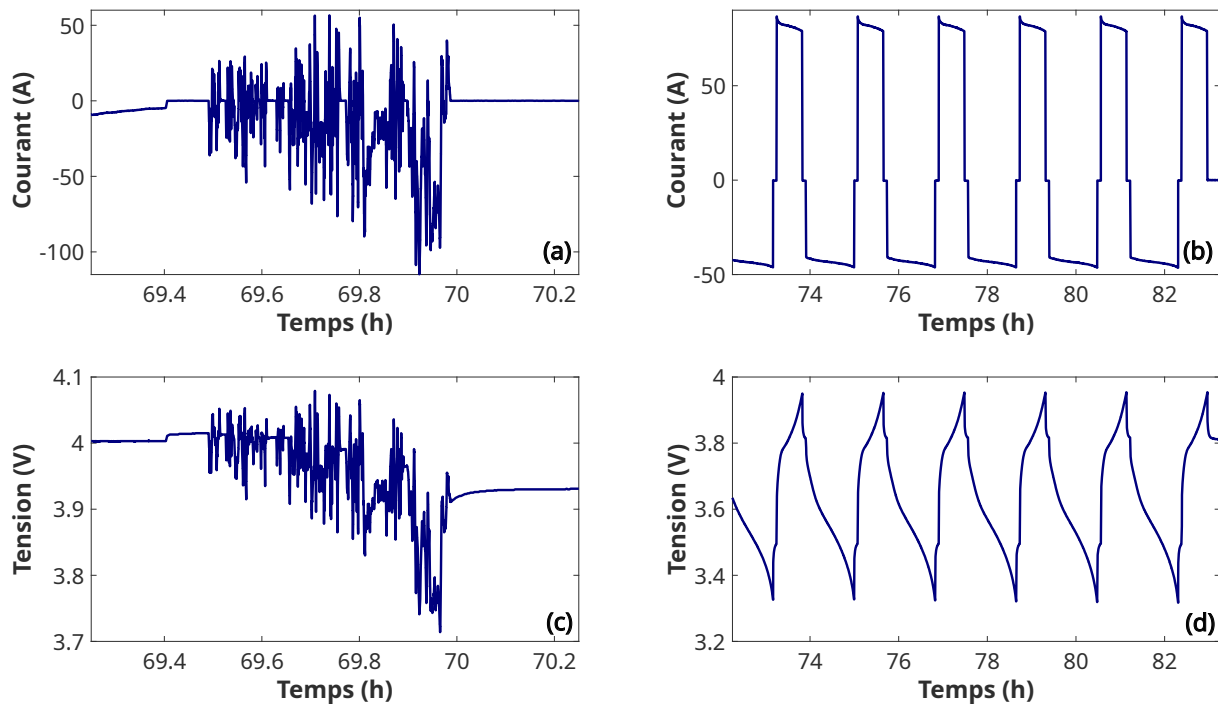 50
0
-50
-100
Courant (A)
(a)
69.4 69.6 69.8 70 70.2
Temps (h)
50
0
-50
Courant (A)
(b)
74 76 78 80 82
Temps (h)
4.1
4
3.9
3.8
3.7
Tension (V)
(c)
69.4 69.6 69.8 70 70.2
Temps (h)
4
3.8
3.6
3.4
3.2
Tension (V)
(d)
74 76 78 80 82
Temps (h)